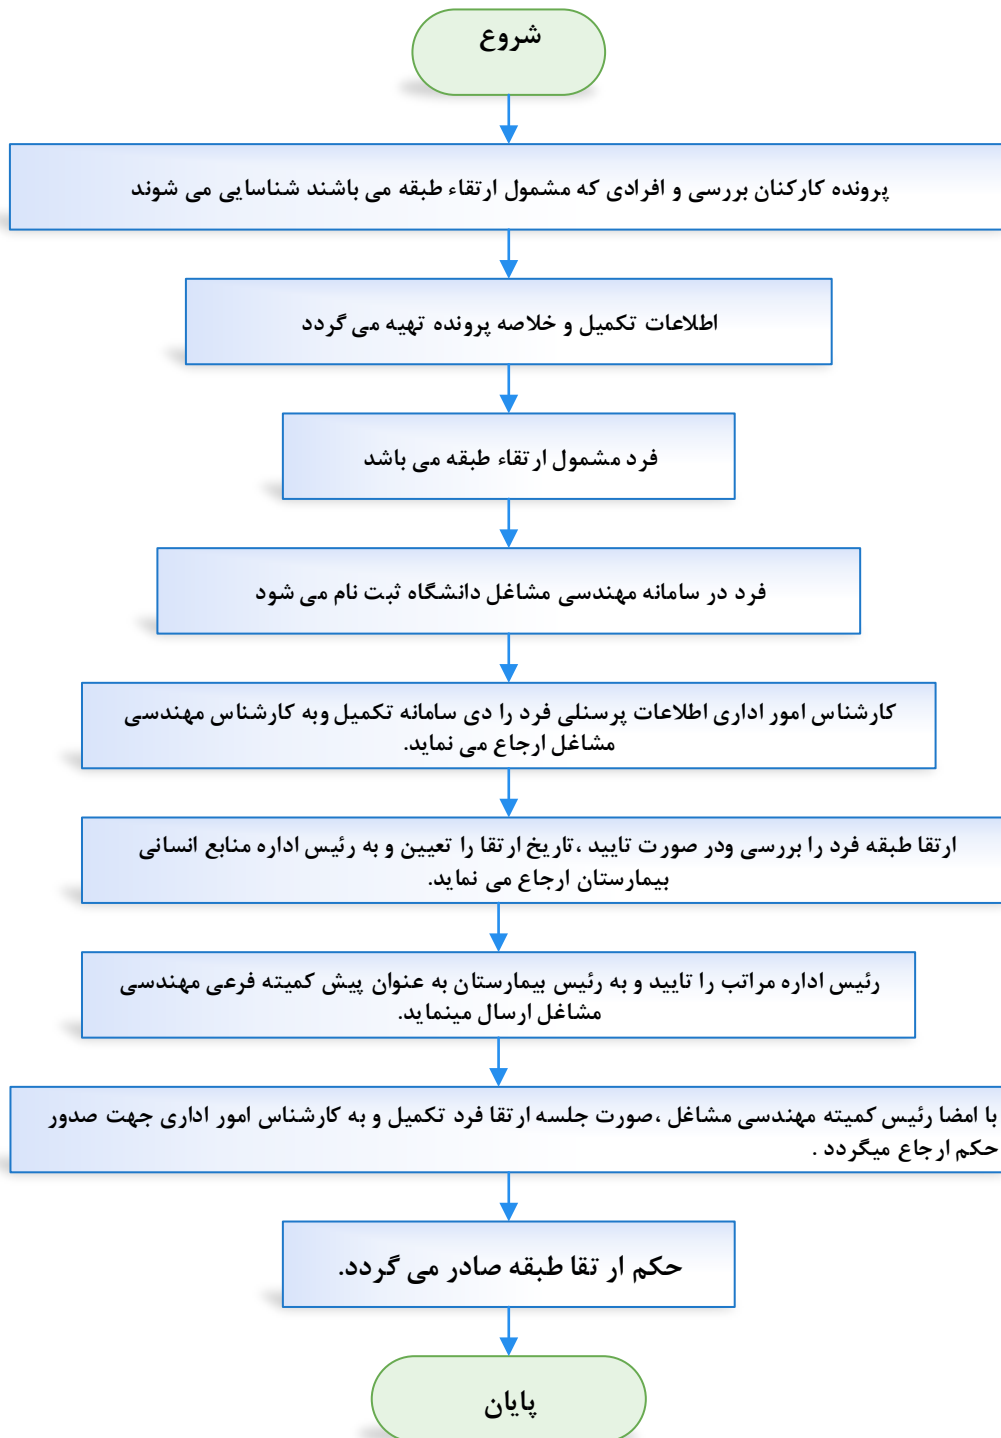 شروع
پرونده کارکنان بررسی و افرادی که مشمول ارتقاء طبقه می باشند شناسایی می شوند
اطلاعات تکمیل و خلاصه پرونده تهیه می گردد
فرد مشمول ارتقاء طبقه می باشد
فرد در سامانه مهندسی مشاغل دانشگاه ثبت نام می شود
کارشناس امور اداری اطلاعات پرسنلی فرد را دی سامانه تکمیل وبه کارشناس مهندسی
مشاغل ارجاع می نماید.
ارتقا طبقه فرد را بررسی ودر صورت تایید ،تاریخ ارتقا را تعیین و به رئیس اداره منابع انسانی
بیمارستان ارجاع می نماید.
رئیس اداره مراتب را تایید و به رئیس بیمارستان به عنوان پیش کمیته فرعی مهندسی
مشاغل ارسال مینماید.
با امضا رئیس کمیته مهندسی مشاغل ،صورت جلسه ارتقا فرد تکمیل و به کارشناس امور اداری جهت صدور
حکم ارجاع میگردد .
حکم ار تقا طبقه صادر می گردد.
پایان